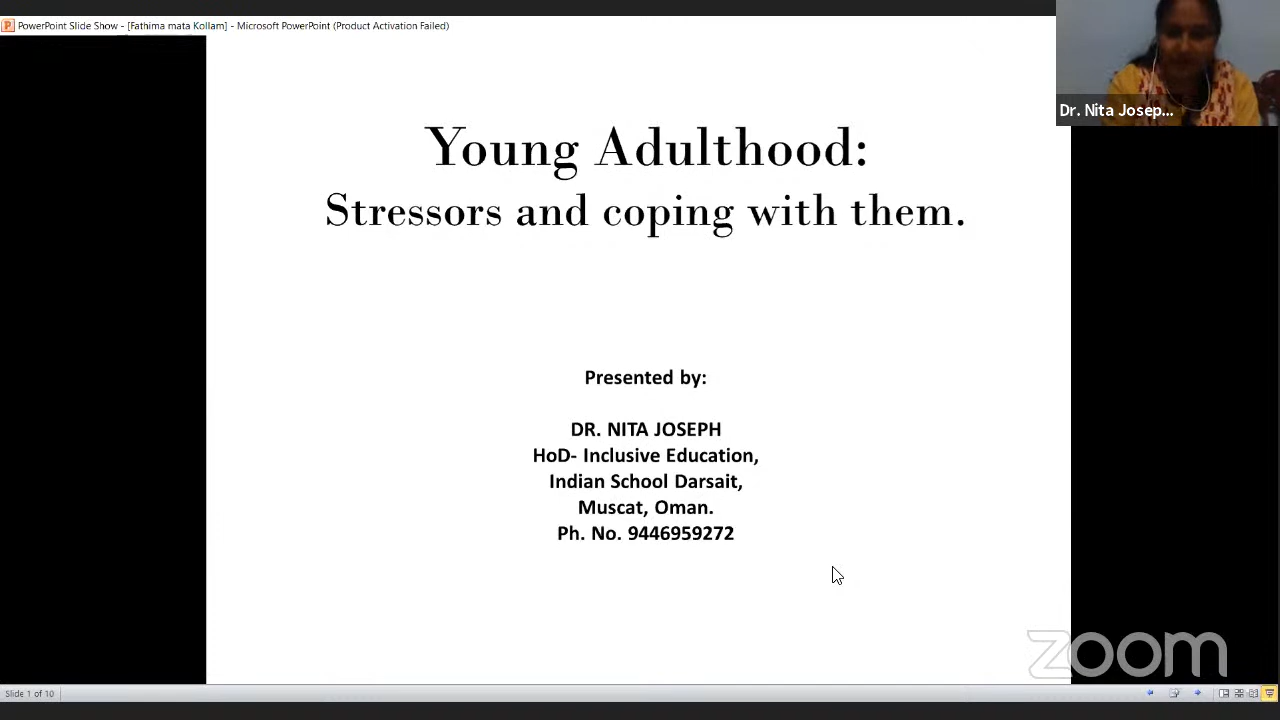 PowerPoint Slide Show - [Fathima mata Kollam] - Microsoft PowerPoint (Product Activation Failed)
Dr. Nita Josep...
Young Adulthood:
Stressors and coping with them.
Presented by:
DR. NITA JOSEPH
HoD- Inclusive Education,
Indian School Darsait,
Muscat, Oman.
Ph. No. 9446959272
zoom
Slide 1 of 10